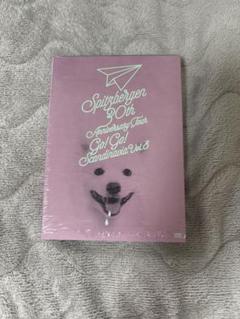 Spitzbergen
30th
Anniversary Tour
Go! Go!
Scandinavia Vol.8